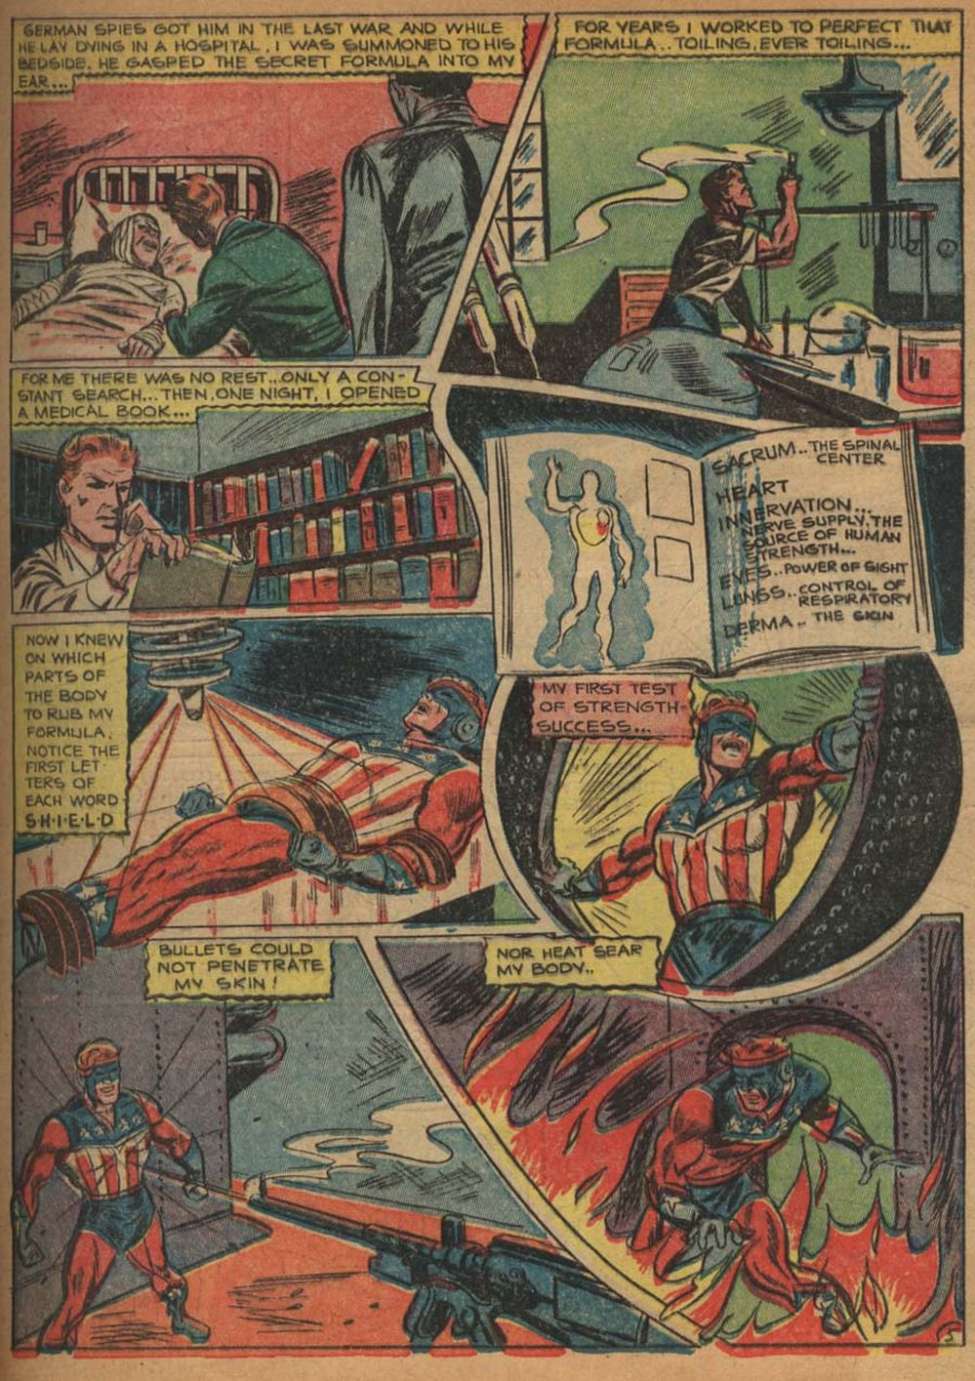 GERMAN SPIES GOT HIM IN THE LAST WAR AND WHILE
HE LAY DYING IN A HOSPITAL, I WAS SUMMONED TO HIS
BEDSIDE. HE GASPED THE SECRET FORMULA INTO MY
EAR...
FOR YEARS I WORKED TO PERFECT THAT
FORMULA.. TOILING, EVER TOILING...
FOR ME THERE WAS NO REST...ONLY A CON-
STANT SEARCH... THEN, ONE NIGHT, I OPENED
A MEDICAL BOOK...
SACRUM.. THE SPINAL
CENTER
HEART
INNERVATION...
NERVE SUPPLY, THE
SOURCE OF HUMAN
STRENGTH...
EYES.. POWER OF SIGHT
LUNGS.. CONTROL OF
RESPIRATORY
DERMA.. THE SKIN
NOW I KNEW
ON WHICH
PARTS OF
THE BODY
TO RUB MY
FORMULA.
NOTICE THE
FIRST LET-
TERS OF
EACH WORD
S-H-I-E-L-D
MY FIRST TEST
OF STRENGTH-
SUCCESS...
BULLETS COULD
NOT PENETRATE
MY SKIN!
NOR HEAT SEAR
MY BODY..
5